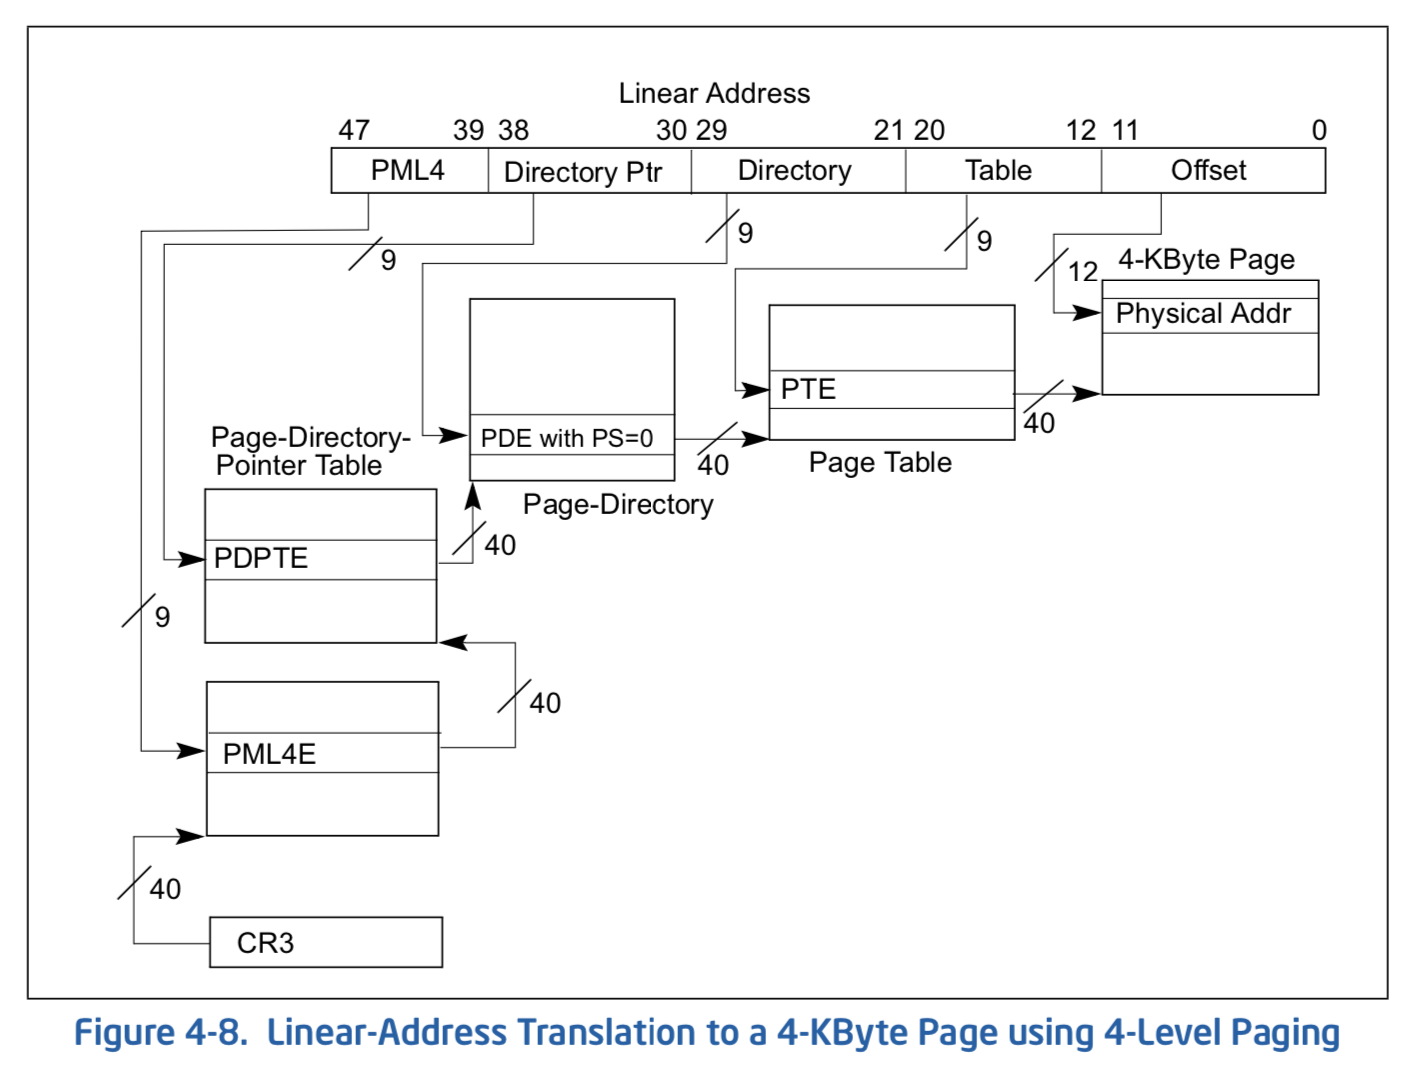 Linear Address
47 39 38 30 29 21 20 12 11 0
PML4 Directory Ptr Directory Table Offset
9
9
9
12
4-KByte Page
Physical Addr
PTE
40
Page Table
PDE with PS=0
40
Page-Directory
Page-Directory-
Pointer Table
PDPTE
40
9
40
PML4E
40
CR3
Figure 4-8. Linear-Address Translation to a 4-KByte Page using 4-Level Paging